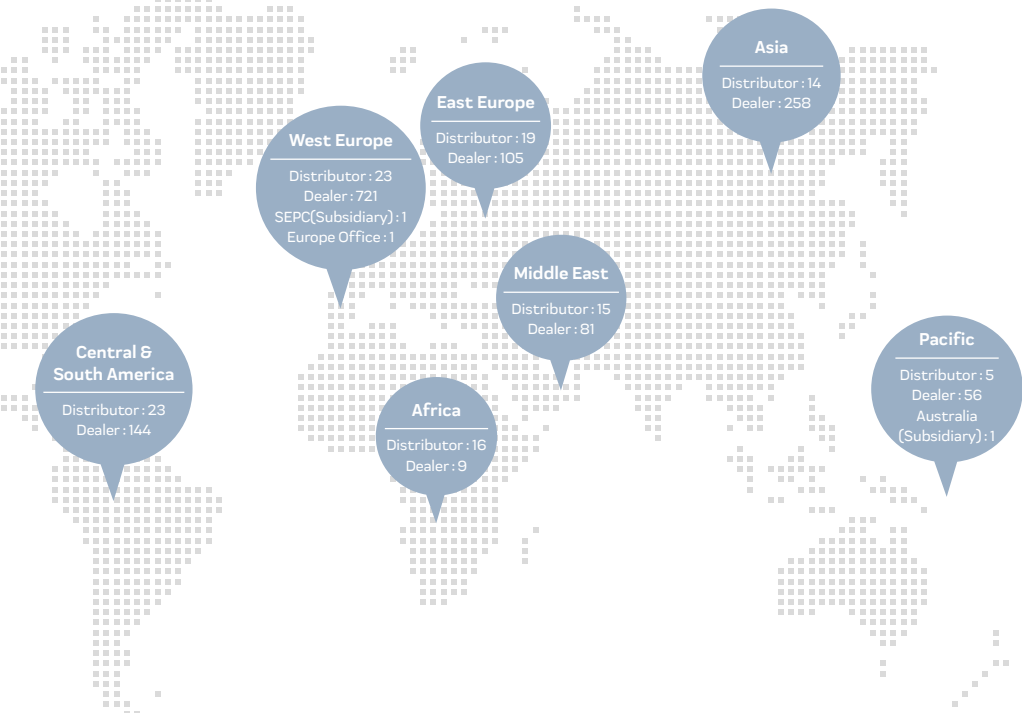 Asia
Distributor : 14
Dealer : 258
East Europe
Distributor : 19
Dealer : 105
West Europe
Distributor : 23
Dealer : 721
SEPC(Subsidiary) : 1
Europe Office : 1
Middle East
Distributor : 15
Dealer : 81
Central &
South America
Distributor : 23
Dealer : 144
Pacific
Distributor : 5
Dealer : 56
Australia
(Subsidiary) : 1
Africa
Distributor : 16
Dealer : 9